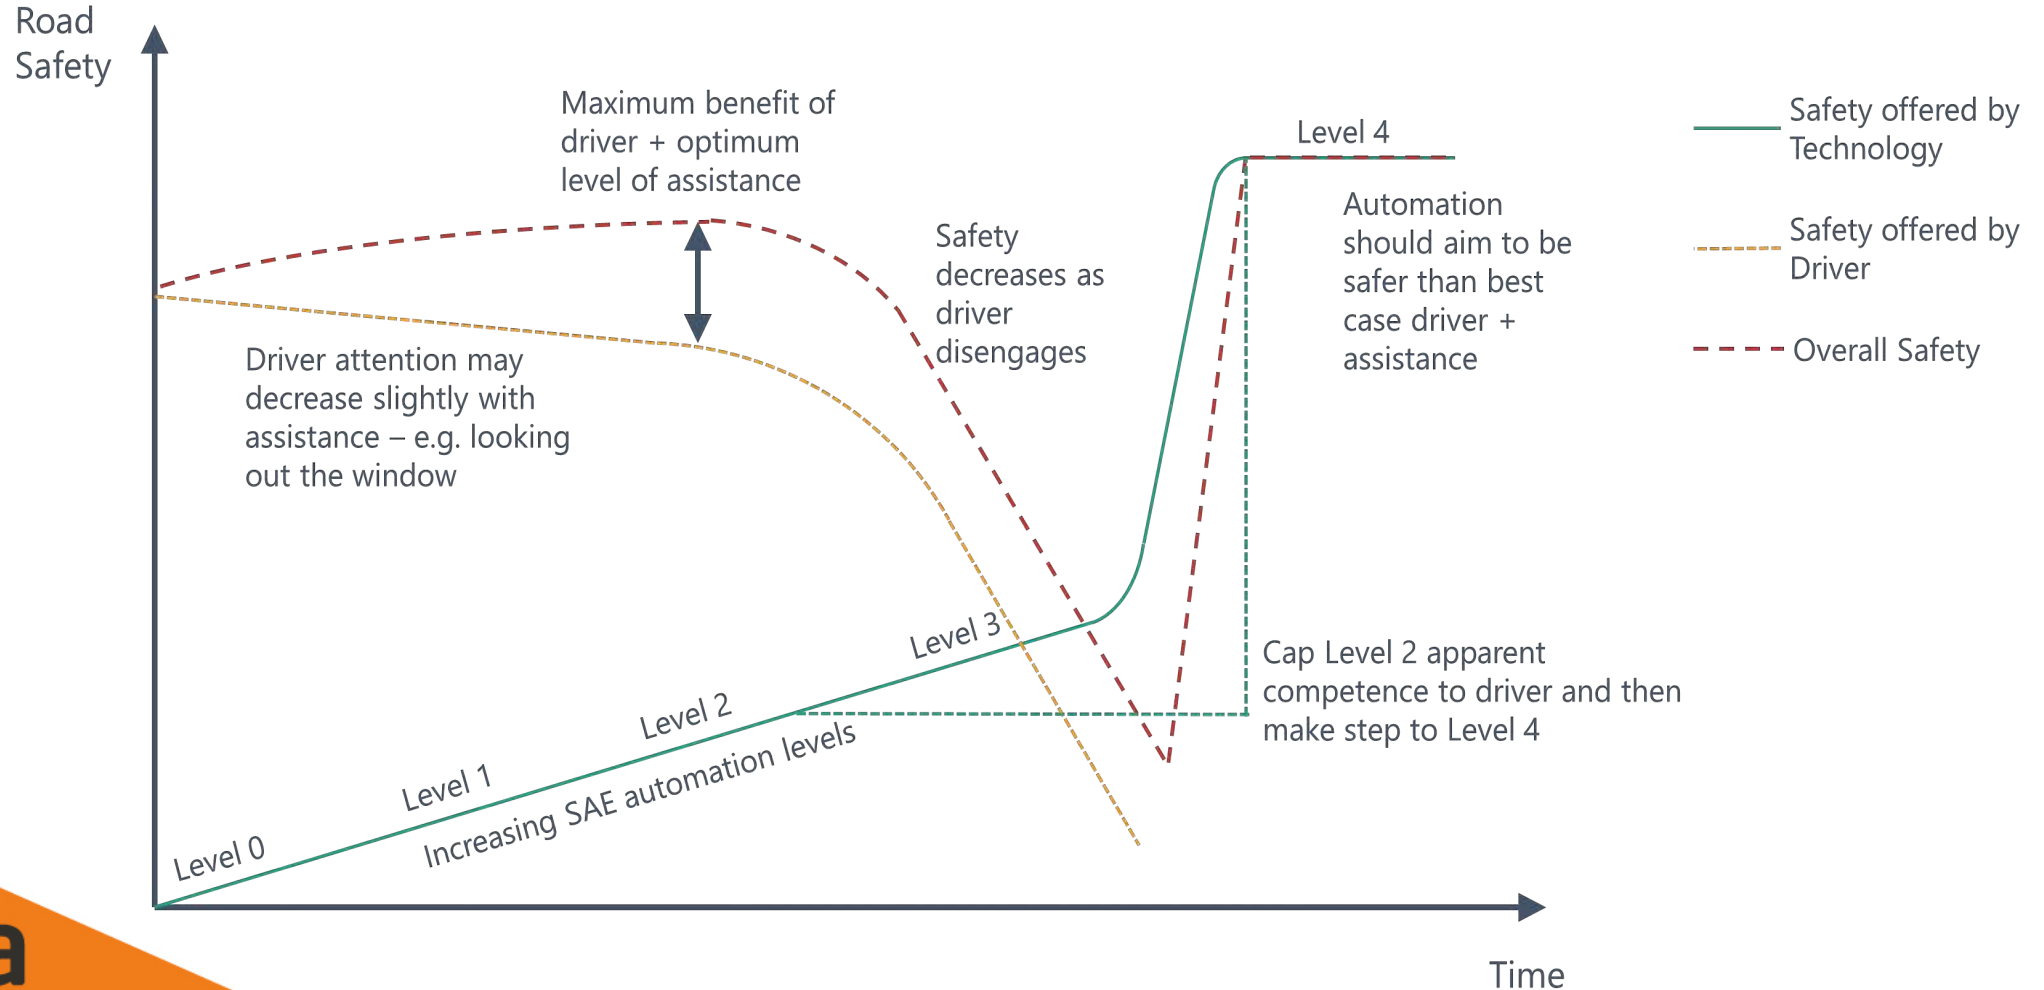 Road
Safety
Maximum benefit of
driver + optimum
level of assistance
Level 4
Safety offered by
Technology
Automation
should aim to be
safer than best
case driver +
assistance
Safety
decreases as
driver
disengages
Safety offered by
Driver
Overall Safety
Driver attention may
decrease slightly with
assistance – e.g. looking
out the window
Level 3
Level 2
Level 1
Level 0
Increasing SAE automation levels
Cap Level 2 apparent
competence to driver and then
make step to Level 4
a
Time